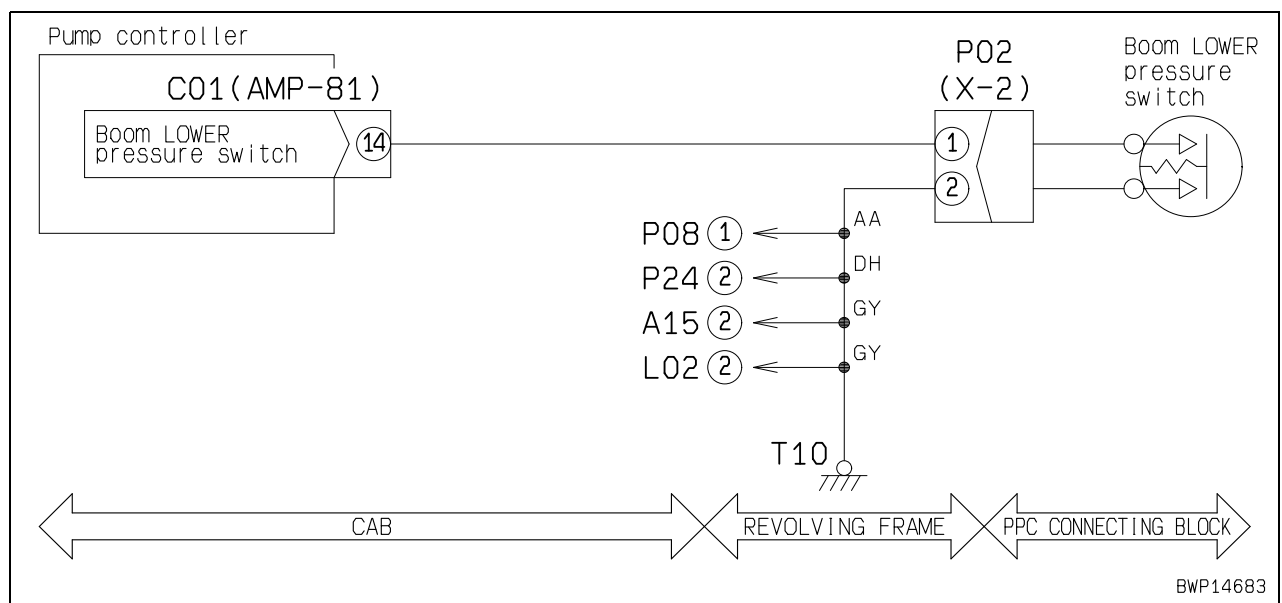 Pump controller
C01(AMP-81)
Boom LOWER
pressure switch
14
P02
(X-2)
1
2
Boom LOWER
pressure
switch
AA
P08 1
DH
P24 2
GY
A15 2
GY
L02 2
T10
CAB
REVOLVING FRAME
PPC CONNECTING BLOCK
BWP14683